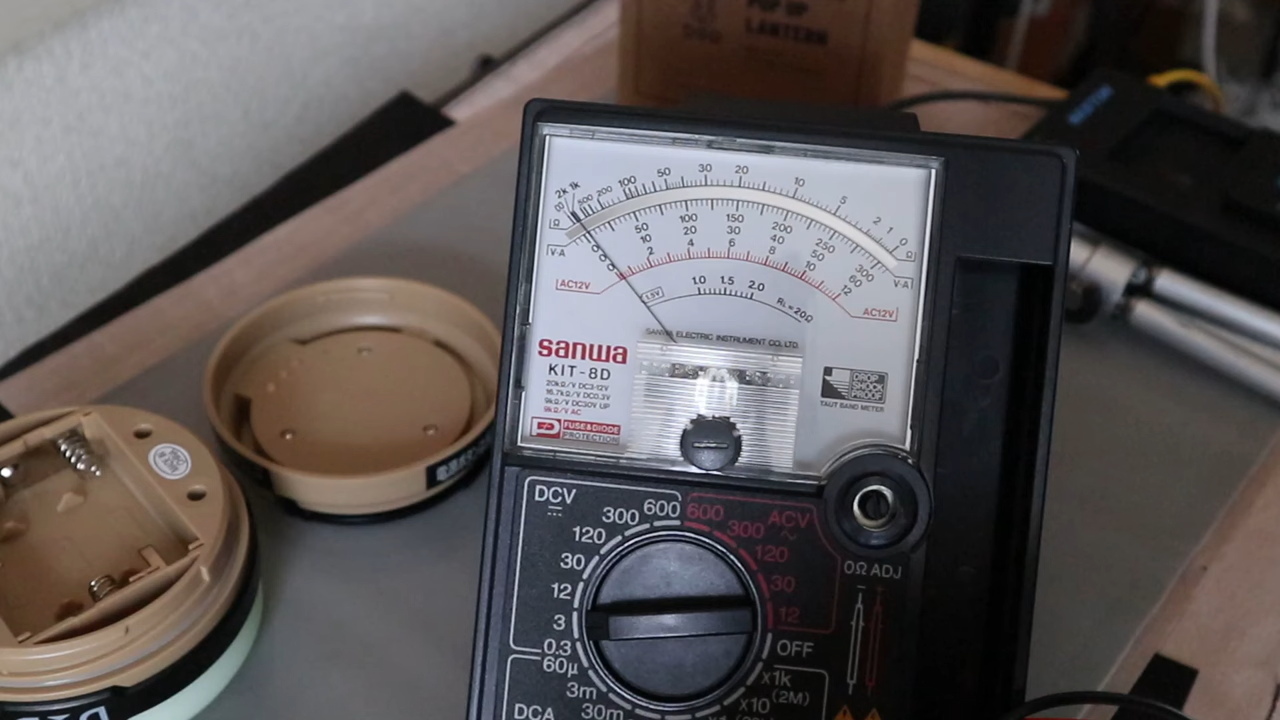 POP UP
LANTERN
2k 1k 500 200 100 50 30 20 10 5 2 1 0
∞
Ω Ω
0 50 100 150 200 250 300
0 10 20 30 40 50 60
0 2 4 6 8 10 12
V·A V·A
AC12V AC12V
1.5V 1.0 1.5 2.0
SANWA ELECTRIC INSTRUMENT CO., LTD.
sanwa
KIT-8D
20kΩ/V DC3-12V
16.7kΩ/V DC0.3V
9kΩ/V DC30V UP
8kΩ/V AC
FUSE&DIODE
PROTECTION
DROP
SHOCK
PROOF
TAUT BAND METER
DCV
600
300
120
30
12
3
0.3
600
300
ACV
120
30
12
OFF
0Ω ADJ
60μ
3m
30m
DCA
x1k
x10
(2M)